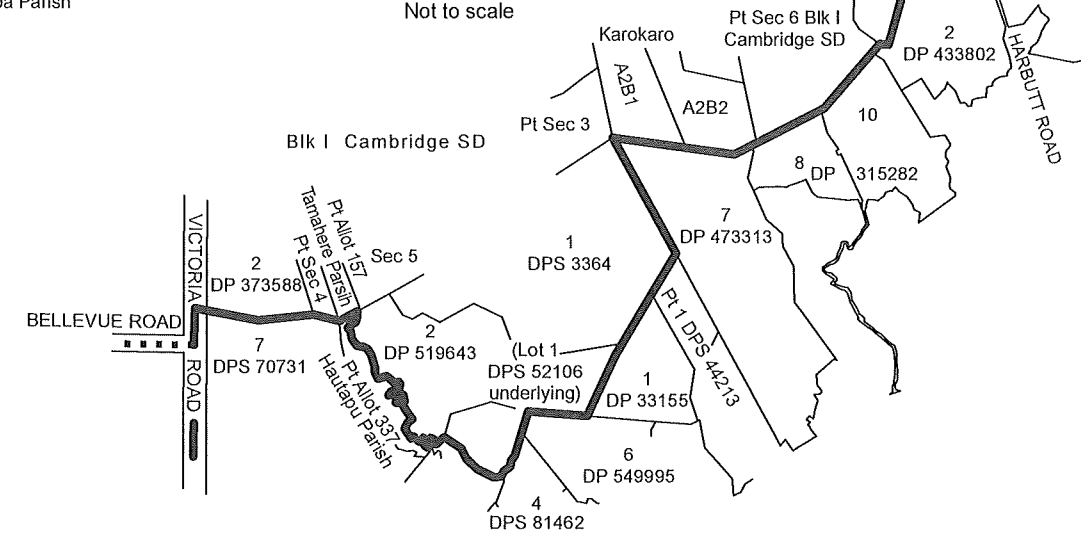 pa Parish
Not to scale
Karokaro
Pt Sec 6 Blk I
Cambridge SD
2
DP 433802
HARBUTT ROAD
A2B1
A2B2
10
Pt Sec 3
Blk I Cambridge SD
8 DP 315282
7
DP 473313
VICTORIA
ROAD
Pt Allot 157
Tamahere Parsih
Pt Sec 4
Sec 5
2
DP 373588
1
DPS 3364
BELLEVUE ROAD
7
DPS 70731
2
DP 519643
(Lot 1
DPS 52106
underlying)
Pt 1 DPS 44213
1
DP 33155
Pt Allot 337
Hautapu Parish
6
DP 549995
4
DPS 81462